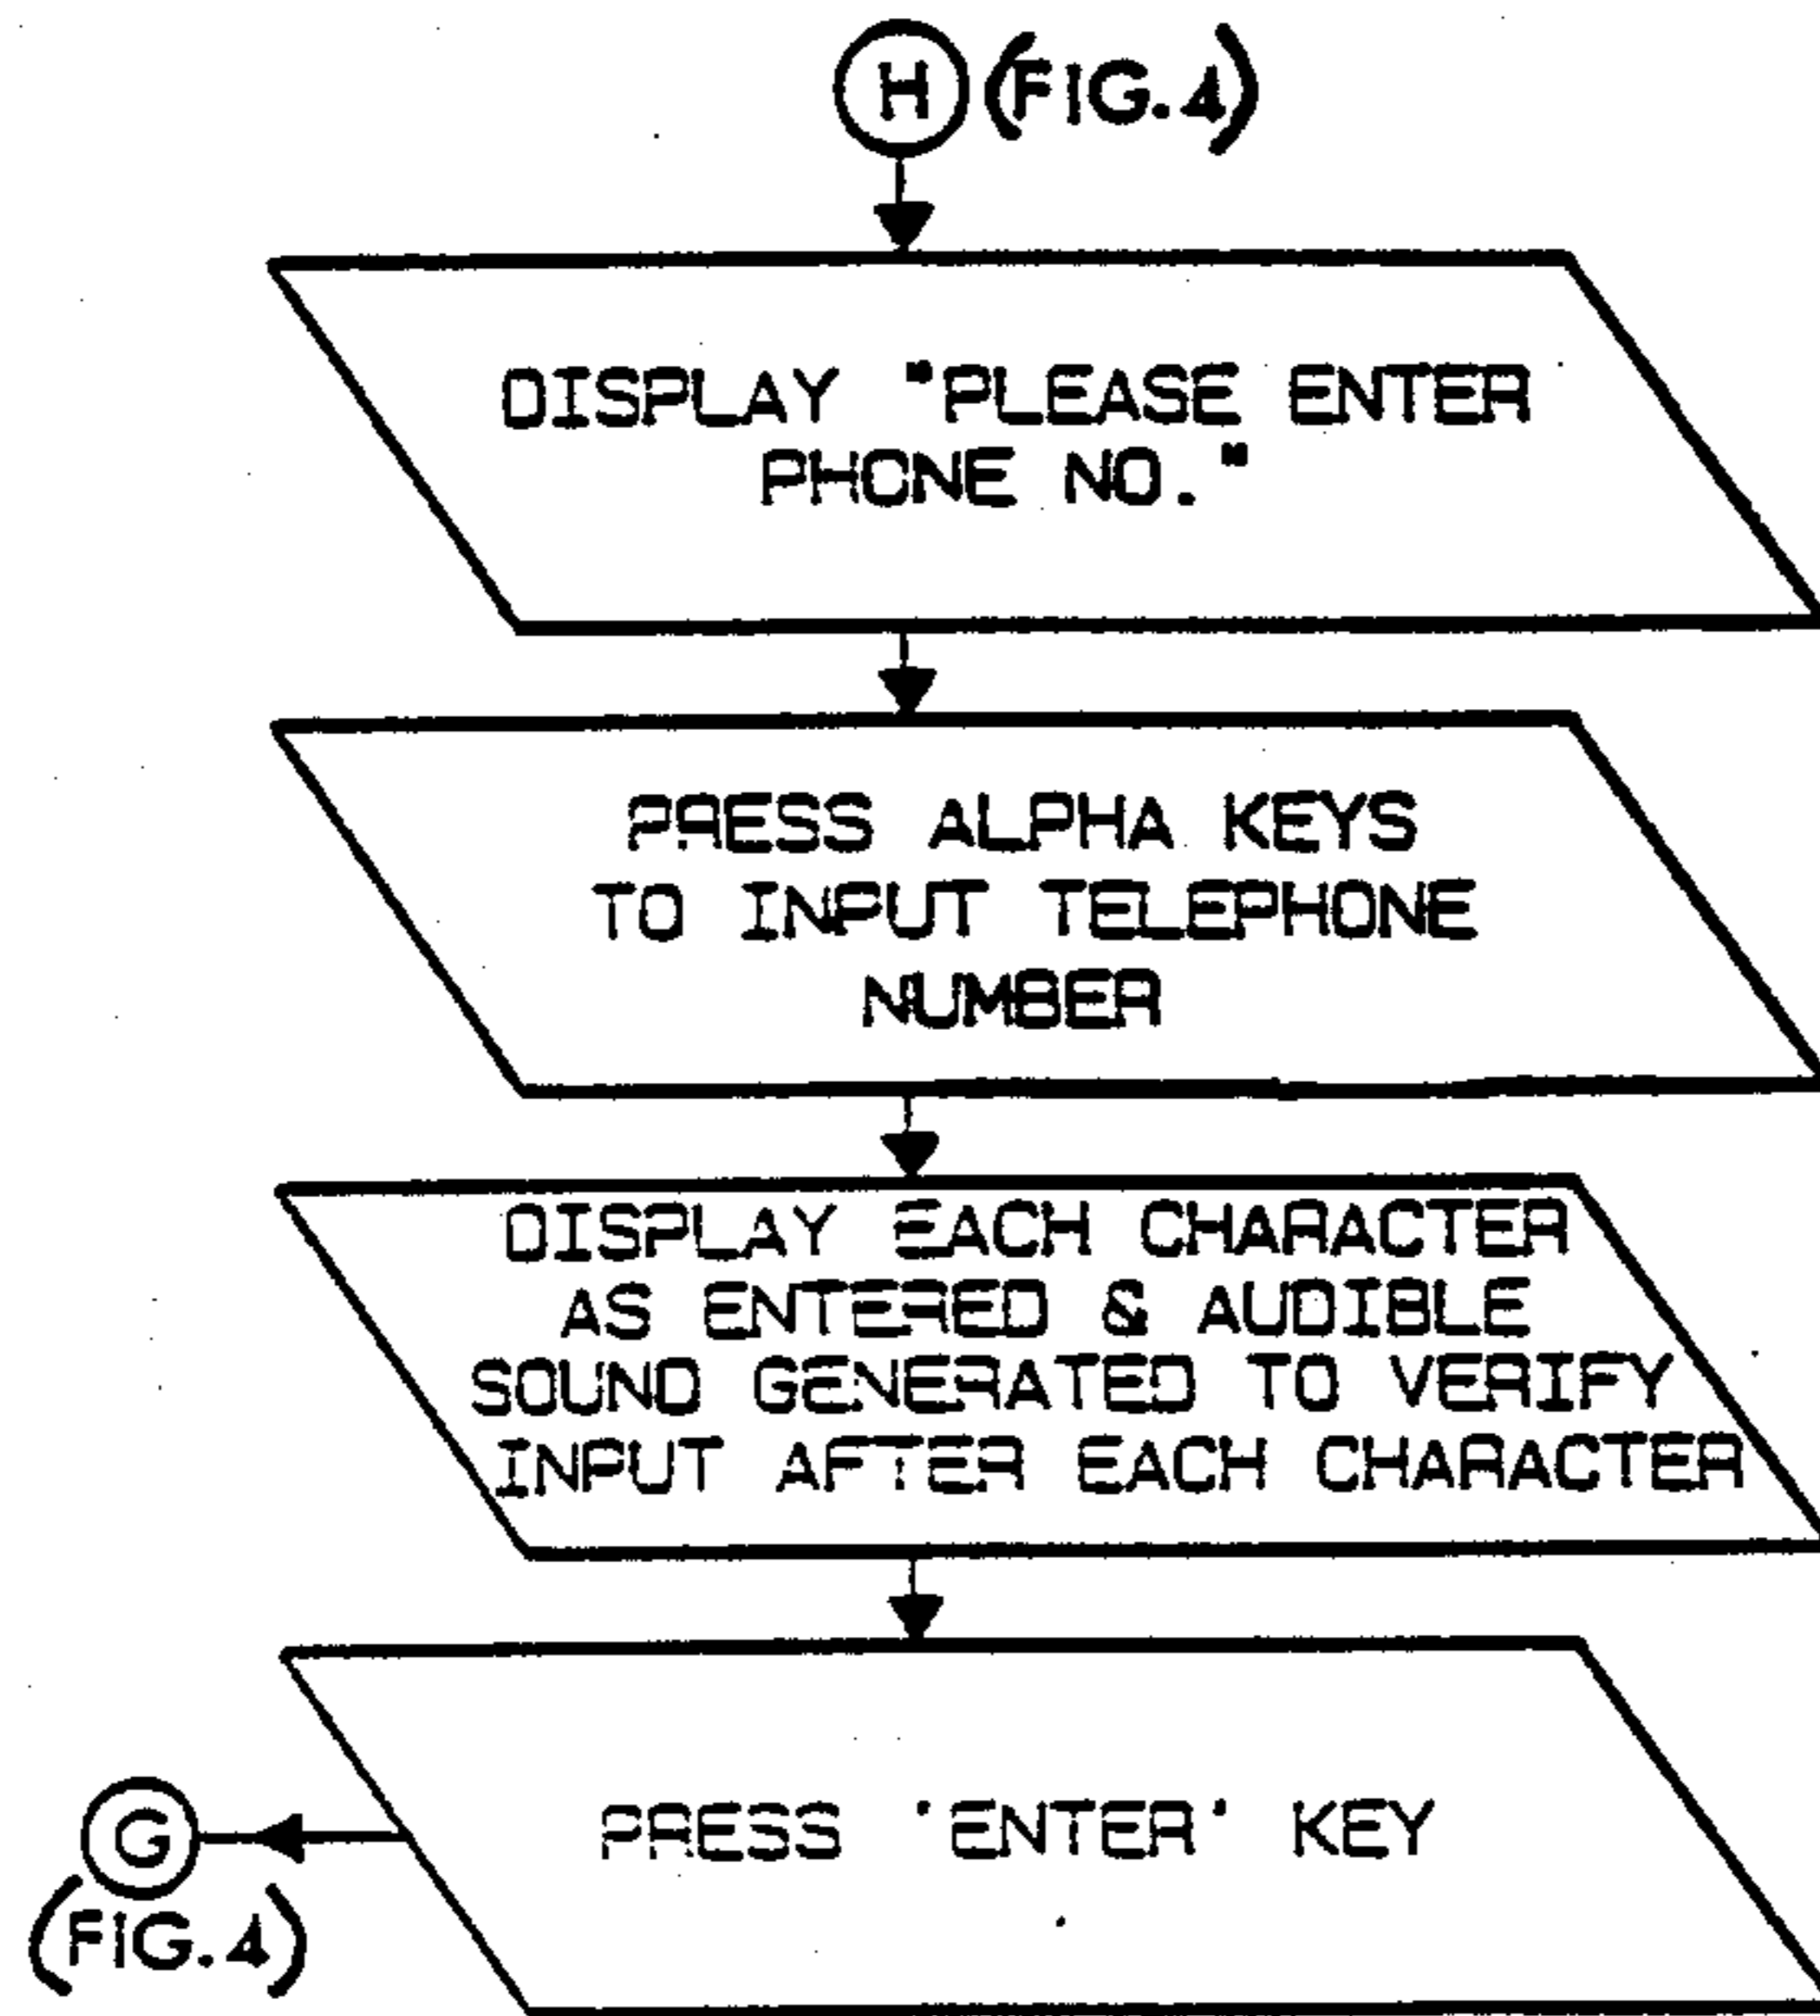 H (FIG. 4)
DISPLAY "PLEASE ENTER
PHONE NO."
PRESS ALPHA KEYS
TO INPUT TELEPHONE
NUMBER
DISPLAY EACH CHARACTER
AS ENTERED & AUDIBLE
SOUND GENERATED TO VERIFY
INPUT AFTER EACH CHARACTER
PRESS 'ENTER' KEY
G
(FIG. 4)